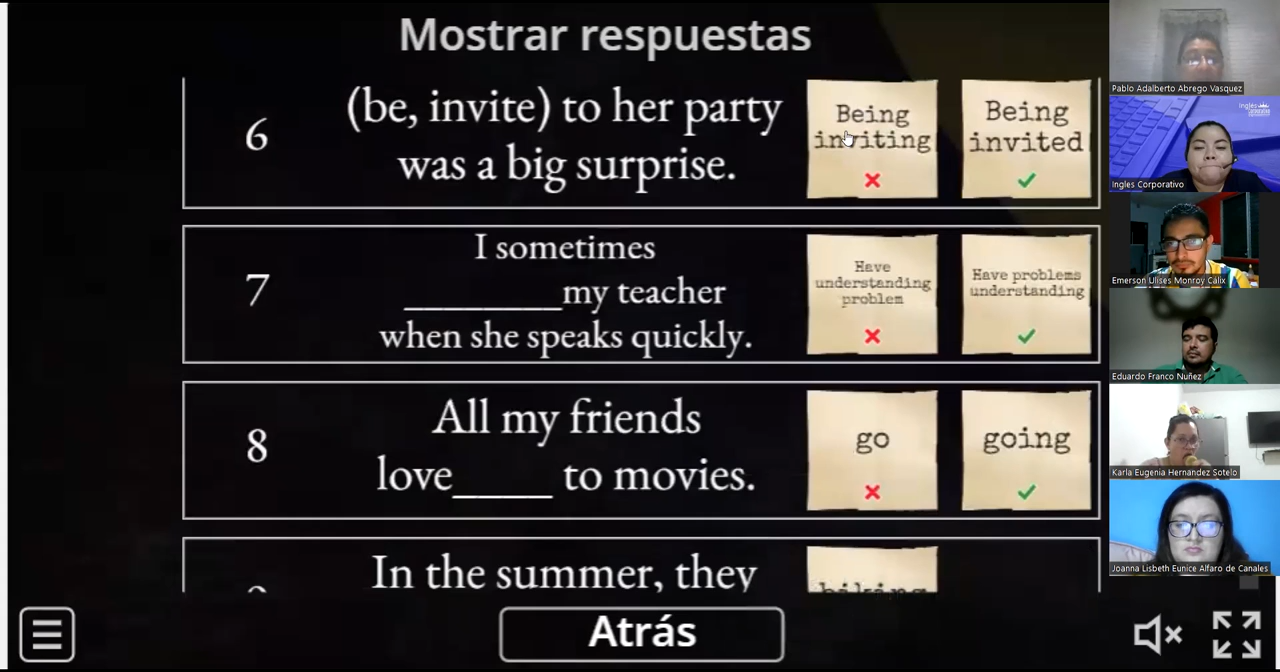 Mostrar respuestas
6
(be, invite) to her party
was a big surprise.
Being
inviting
Being
invited
7
I sometimes
__________my teacher
when she speaks quickly.
Have
understanding
problem
Have problems
understanding
8
All my friends
love_____ to movies.
go
going
In the summer, they
biking
Atrás
Pablo Adalberto Abrego Vasquez
Ingles Corporativo
Emerson Ulises Monroy Cálix
Eduardo Franco Nuñez
Karla Eugenia Hernandez Sotelo
Joanna Lisbeth Eunice Alfaro de Canales